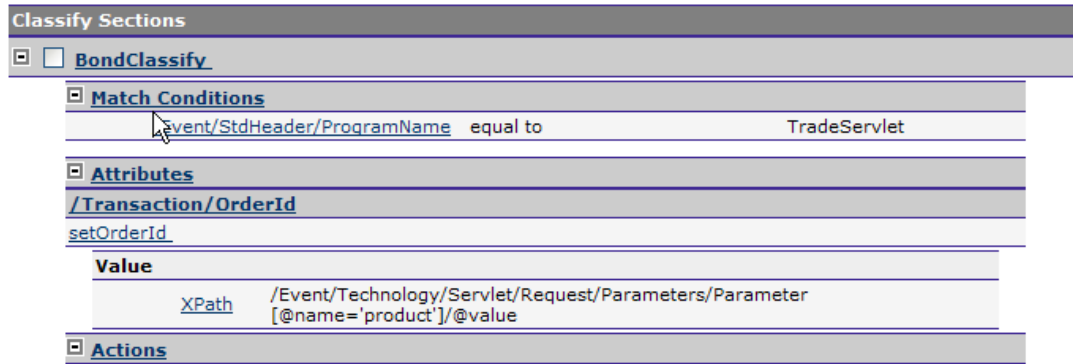 Classify Sections
BondClassify
Match Conditions
Event/StdHeader/ProgramName equal to TradeServlet
Attributes
/Transaction/OrderId
setOrderId
Value
XPath /Event/Technology/Servlet/Request/Parameters/Parameter
[@name='product']/@value
Actions